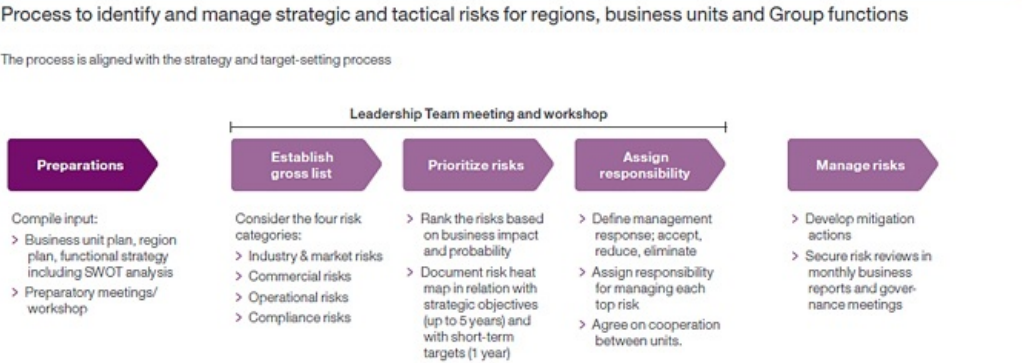 Process to identify and manage strategic and tactical risks for regions, business units and Group functions
The process is aligned with the strategy and target-setting process
Leadership Team meeting and workshop
Preparations
Compile input:
> Business unit plan, region
plan, functional strategy
including SWOT analysis
> Preparatory meetings/
workshop
Establish
gross list
Consider the four risk
categories:
> Industry & market risks
> Commercial risks
> Operational risks
> Compliance risks
Prioritize risks
> Rank the risks based
on business impact
and probability
> Document risk heat
map in relation with
strategic objectives
(up to 5 years) and
with short-term
targets (1 year)
Assign
responsibility
> Define management
response; accept,
reduce, eliminate
> Assign responsibility
for managing each
top risk
> Agree on cooperation
between units.
Manage risks
> Develop mitigation
actions
> Secure risk reviews in
monthly business
reports and gover-
nance meetings